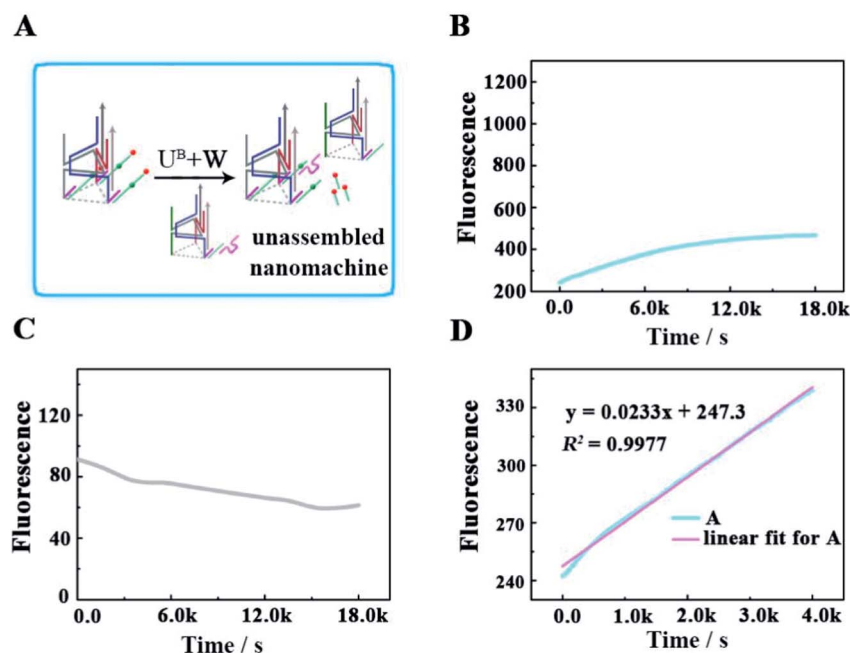 A
U^B+W
unassembled
nanomachine
B
Fluorescence
1300
1200
1000
800
600
400
200
0.0
6.0k
12.0k
18.0k
Time / s
C
Fluorescence
120
80
40
0
0.0
6.0k
12.0k
18.0k
Time / s
D
Fluorescence
330
300
270
240
y = 0.0233x + 247.3
R² = 0.9977
A
linear fit for A
0.0
1.0k
2.0k
3.0k
4.0k
Time / s